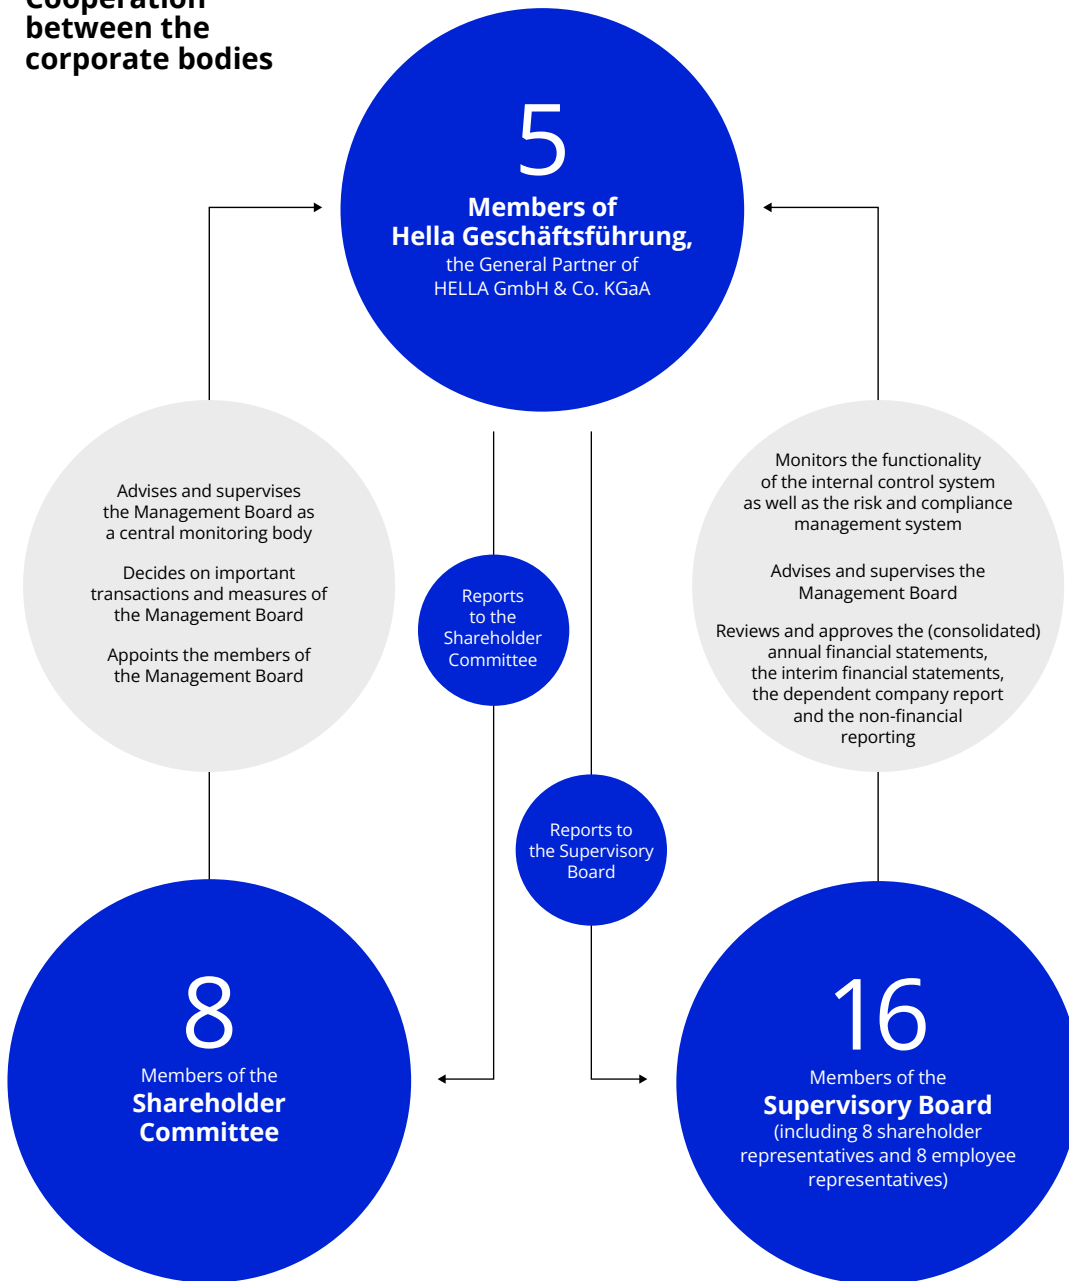 Cooperation
between the
corporate bodies
5
Members of
Hella Geschäftsführung,
the General Partner of
HELLA GmbH & Co. KGaA
Advises and supervises
the Management Board as
a central monitoring body
Decides on important
transactions and measures of
the Management Board
Appoints the members of
the Management Board
Reports
to the
Shareholder
Committee
Reports to
the Supervisory
Board
Monitors the functionality
of the internal control system
as well as the risk and compliance
management system
Advises and supervises the
Management Board
Reviews and approves the (consolidated)
annual financial statements,
the interim financial statements,
the dependent company report
and the non-financial
reporting
8
Members of the
Shareholder
Committee
16
Members of the
Supervisory Board
(including 8 shareholder
representatives and 8 employee
representatives)